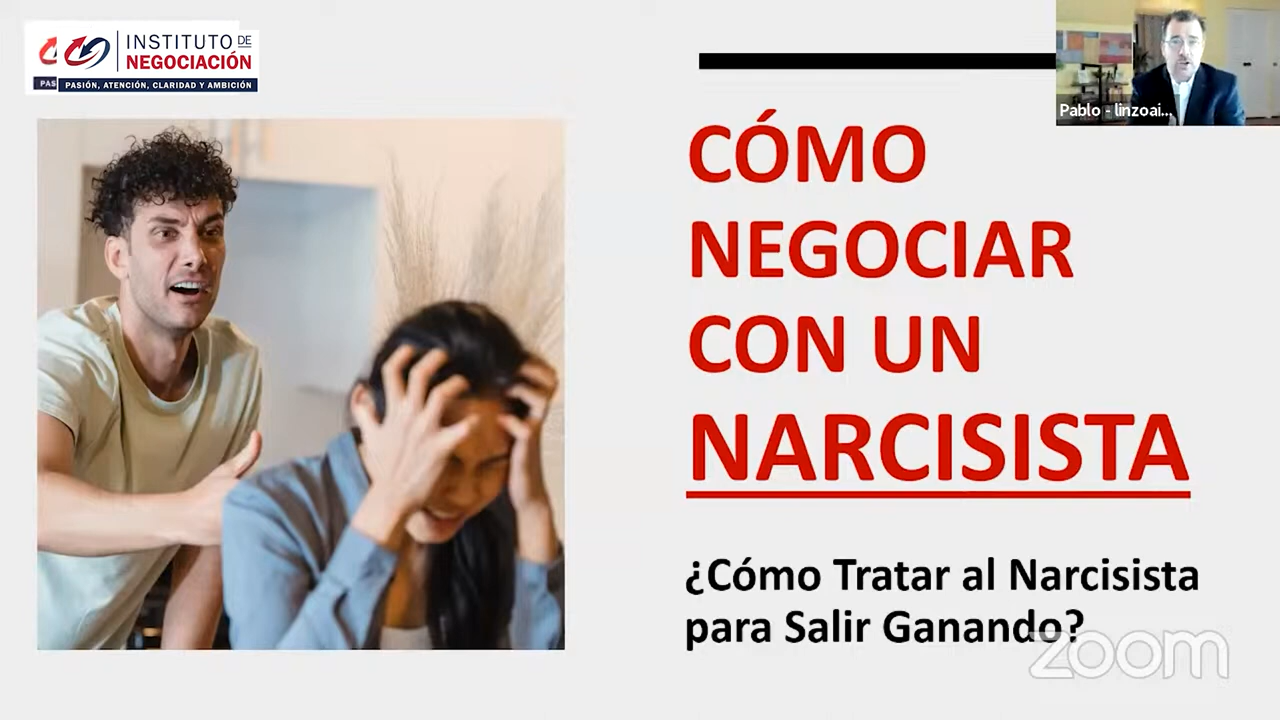 INSTITUTO DE
NEGOCIACIÓN
PAS
PASIÓN, ATENCIÓN, CLARIDAD Y AMBICIÓN
Pablo - linzoai...
CÓMO
NEGOCIAR
CON UN
NARCISISTA
¿Cómo Tratar al Narcisista
para Salir Ganando?
zoom